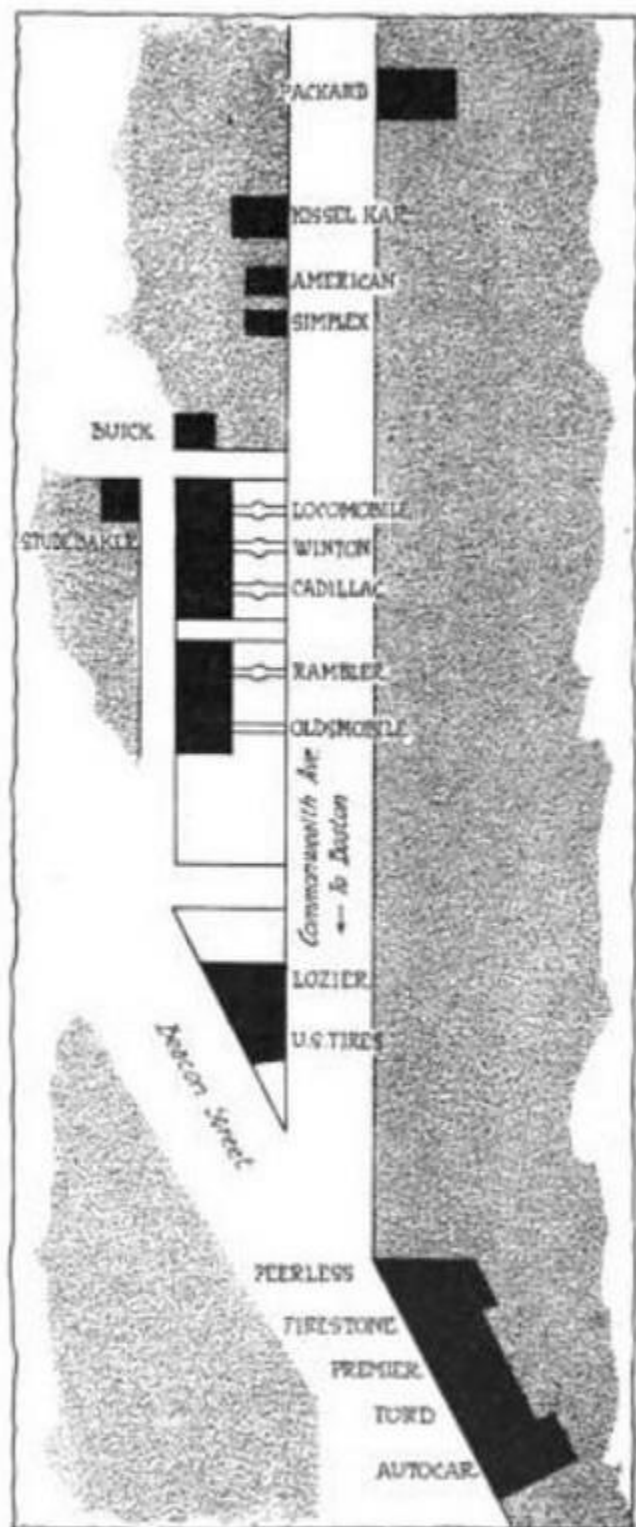 PACKARD
KISSEL KAR
AMERICAN
SIMPLEX
BUICK
LOCOMOBILE
STUDEBAKER
WINTON
CADILLAC
RAMBLER
OLDSMOBILE
Commonwealth Ave.
← To Boston
LOZIER
U.S. TIRES
Beacon Street
PEERLESS
FIRESTONE
PREMIER
FORD
AUTOCAR